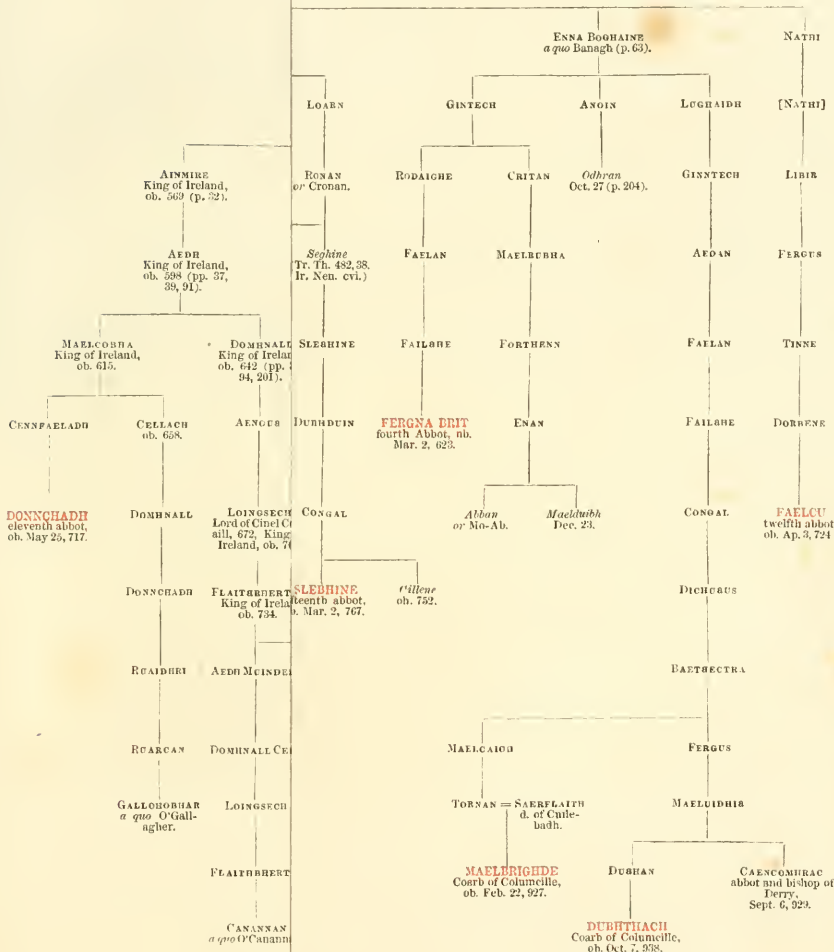 ENNA BOGHAINE
a quo Banagh (p. 63).
NATHI
LOARN
GINTECH
ANOIN
LUGHAIDH
[NATHI]
AINMIRE
King of Ireland,
ob. 569 (p. 32).
RONAN
or Cronan.
RODAIGHE
CRITAN
Odhran
Oct. 27 (p. 204).
GINNTECH
LIBIR
AEDH
King of Ireland,
ob. 598 (pp. 37,
39, 91).
Seghine
(Tr. Th. 482, 38.
Ir. Nen. cvi.)
FAELAN
MAELRUBHA
AEDAN
FERGUS
MAELCOBHA
King of Ireland,
ob. 615.
DOMHNALL
King of Irelan
ob. 642 (pp.
94, 201).
SLEBHINE
FAILBHE
FORTHENN
FAELAN
TINNE
CENNFAELADH
CELLACH
ob. 658.
AENGUS
DUBHDUIN
FERGNA BRIT
fourth Abbot, ob.
Mar. 2, 623.
ENAN
FAILBHE
DORBENE
DONNCHADH
eleventh abbot,
ob. May 25, 717.
DOMHNALL
LOINGSECH
Lord of Cinel C
aill, 672, King
Ireland, ob. 7
CONGAL
Abban
or Mo-Ab.
Maelduibh
Dec. 23.
CONGAL
FAELCU
twelfth abbot
ob. Ap. 3, 724
DONNCHADH
FLAITHBHERT
King of Irela
ob. 734.
SLEBHINE
teenth abbot,
. Mar. 2, 767.
Cillene
ob. 752.
DICHOBUS
RUAIDHRI
AEDH MUINDE
BAETHECTRA
RUARCAN
DOMHNALL CE
MAELCAIOH
FERGUS
GALLCHOBHAR
a quo O'Gall-
agher.
LOINGSECH
TORNAN = SAERFLAITH
d. of Cuile-
badh.
MAELUIDHIR
FLAITHBHERT
MAELBRIGHDE
Coarb of Columcille,
ob. Feb. 22, 927.
DUBHAN
CAENCOMHRAC
abbot and bishop of
Derry,
Sept. 6, 929.
CANANNAN
a quo O'Canann
DUBHTHACH
Coarb of Columcille,
ob. Oct. 7, 938.